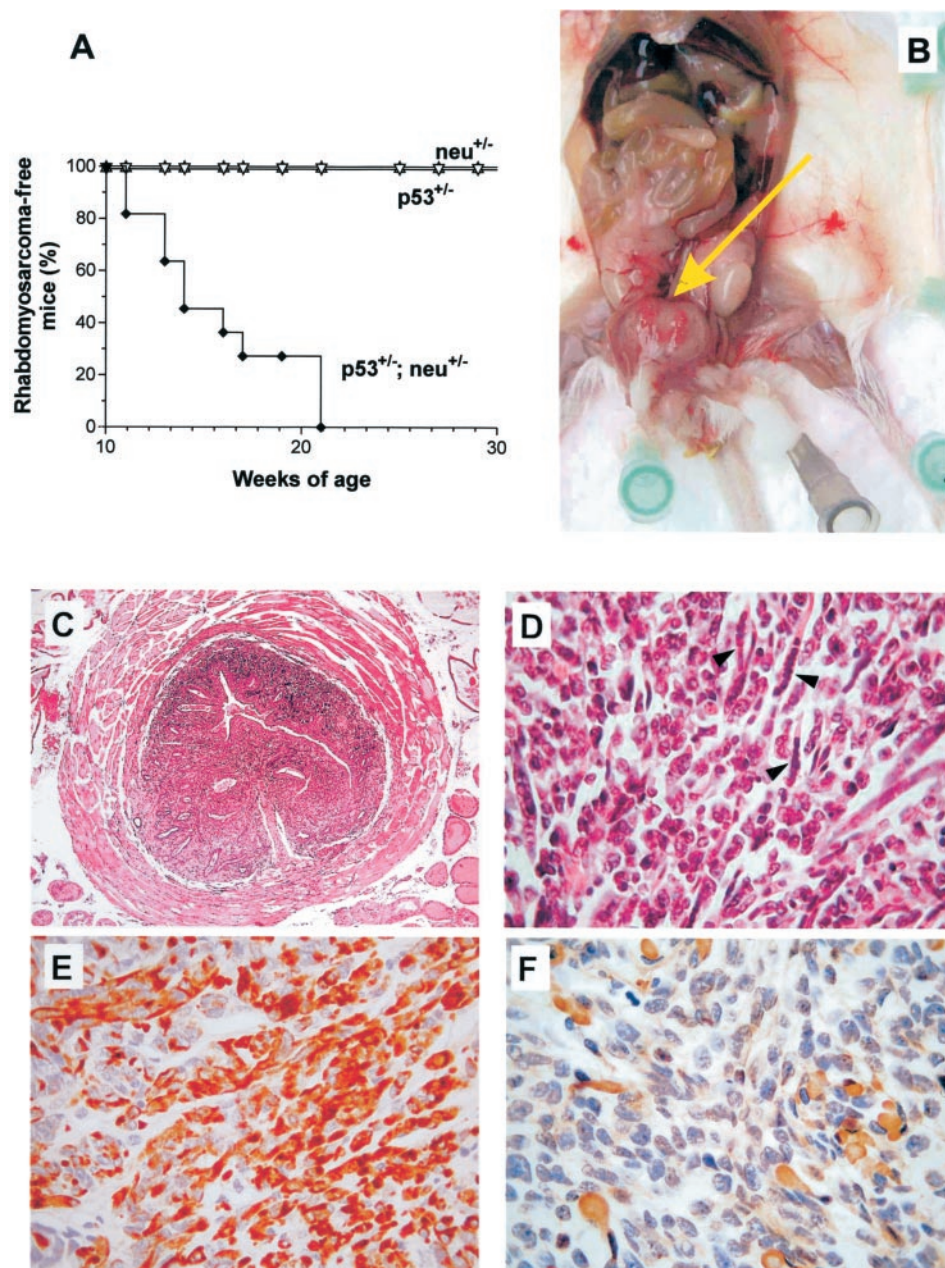 A
B
neu+/-
p53+/-
p53+/-; neu+/-
Rhabdomyosarcoma-free
mice (%)
100
80
60
40
20
0
10
20
30
Weeks of age
C
D
E
F